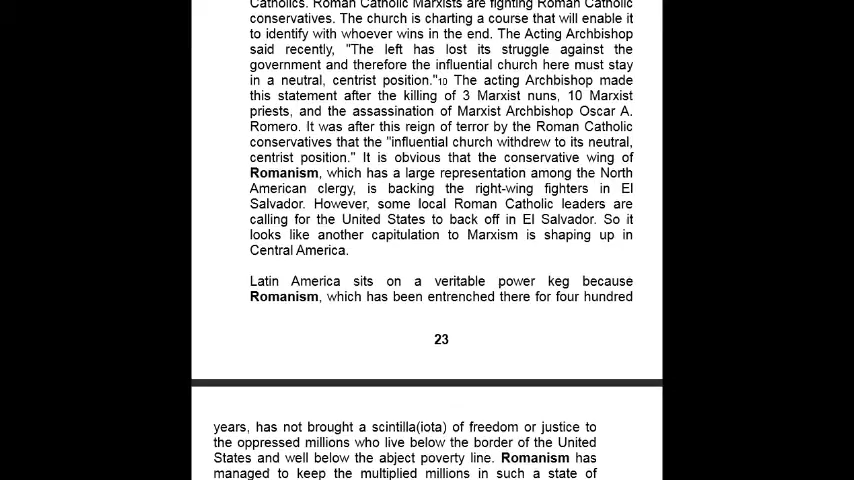 Catholics. Roman Catholic Marxists are fighting Roman Catholic
conservatives. The church is charting a course that will enable it
to identify with whoever wins in the end. The Acting Archbishop
said recently, "The left has lost its struggle against the
government and therefore the influential church here must stay
in a neutral, centrist position."10 The acting Archbishop made
this statement after the killing of 3 Marxist nuns, 10 Marxist
priests, and the assassination of Marxist Archbishop Oscar A.
Romero. It was after this reign of terror by the Roman Catholic
conservatives that the "influential church withdrew to its neutral,
centrist position." It is obvious that the conservative wing of
Romanism, which has a large representation among the North
American clergy, is backing the right-wing fighters in El
Salvador. However, some local Roman Catholic leaders are
calling for the United States to back off in El Salvador. So it
looks like another capitulation to Marxism is shaping up in
Central America.
Latin America sits on a veritable power keg because
Romanism, which has been entrenched there for four hundred
23
years, has not brought a scintilla(iota) of freedom or justice to
the oppressed millions who live below the border of the United
States and well below the abject poverty line. Romanism has
managed to keep the multiplied millions in such a state of